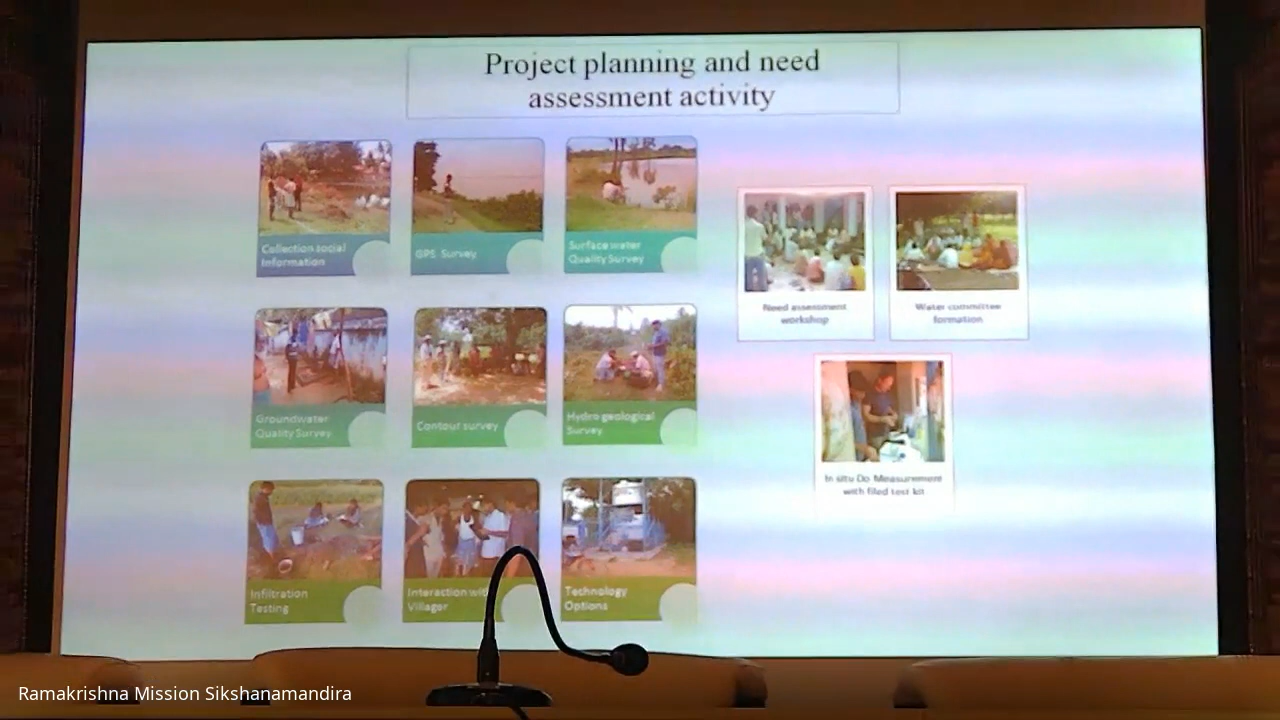 Project planning and need
assessment activity
Collection social
Information
GPS Survey
Surface water
Quality Survey
Groundwater
Quality Survey
Contour survey
Hydro geological
Survey
Infiltration
Testing
Interaction
Villager
Technology
Options
Need assessment
workshop
Water committee
formation
In situ Do Measurement
with filled test kit
Ramakrishna Mission Sikshanamandira